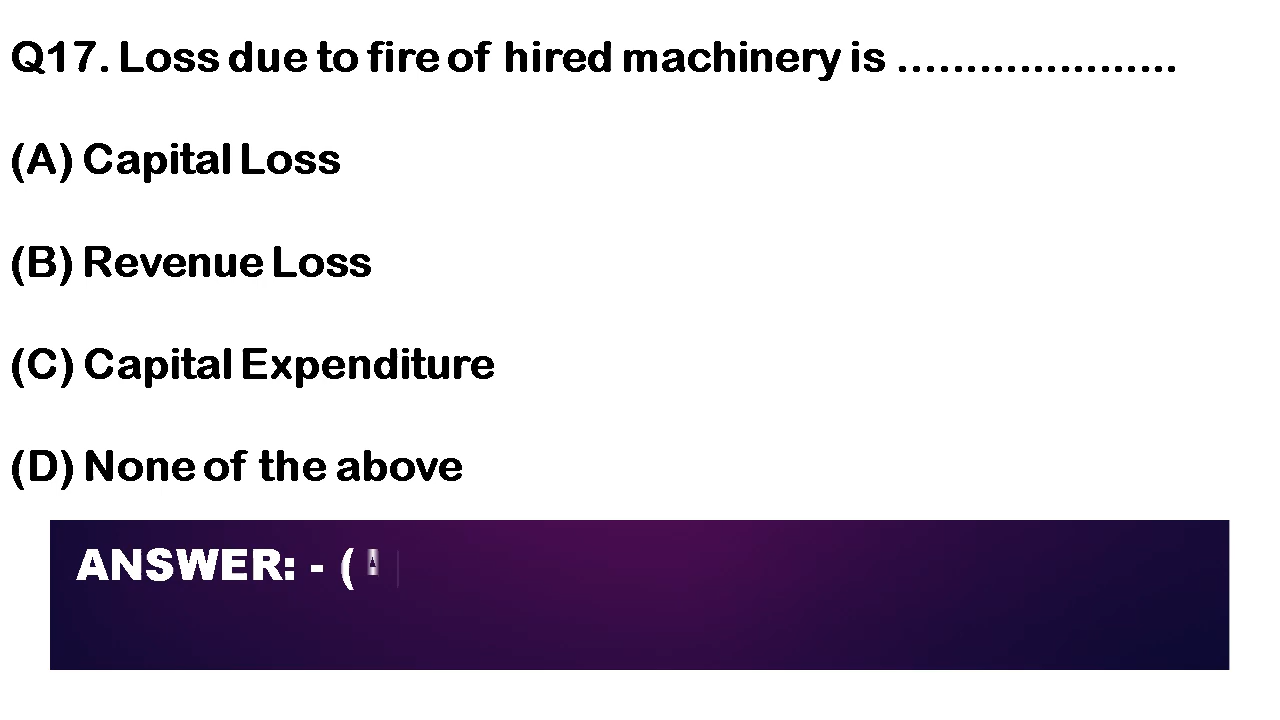 Q17. Loss due to fire of hired machinery is .....................
(A) Capital Loss
(B) Revenue Loss
(C) Capital Expenditure
(D) None of the above
ANSWER: - (